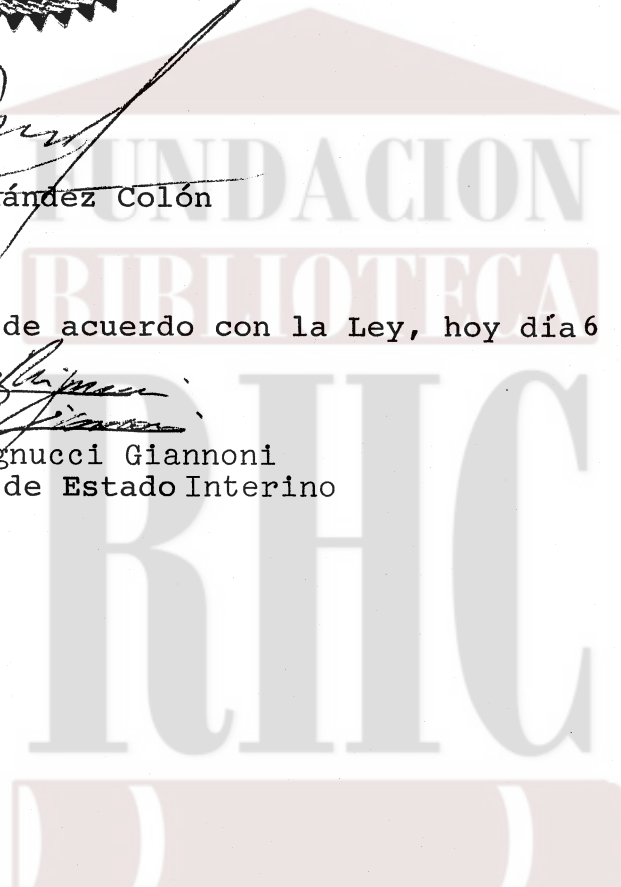 FUNDACION
ández Colón
BIBLIOTECA
de acuerdo con la Ley, hoy día 6
RHC
gnucci Giannoni
de Estado Interino